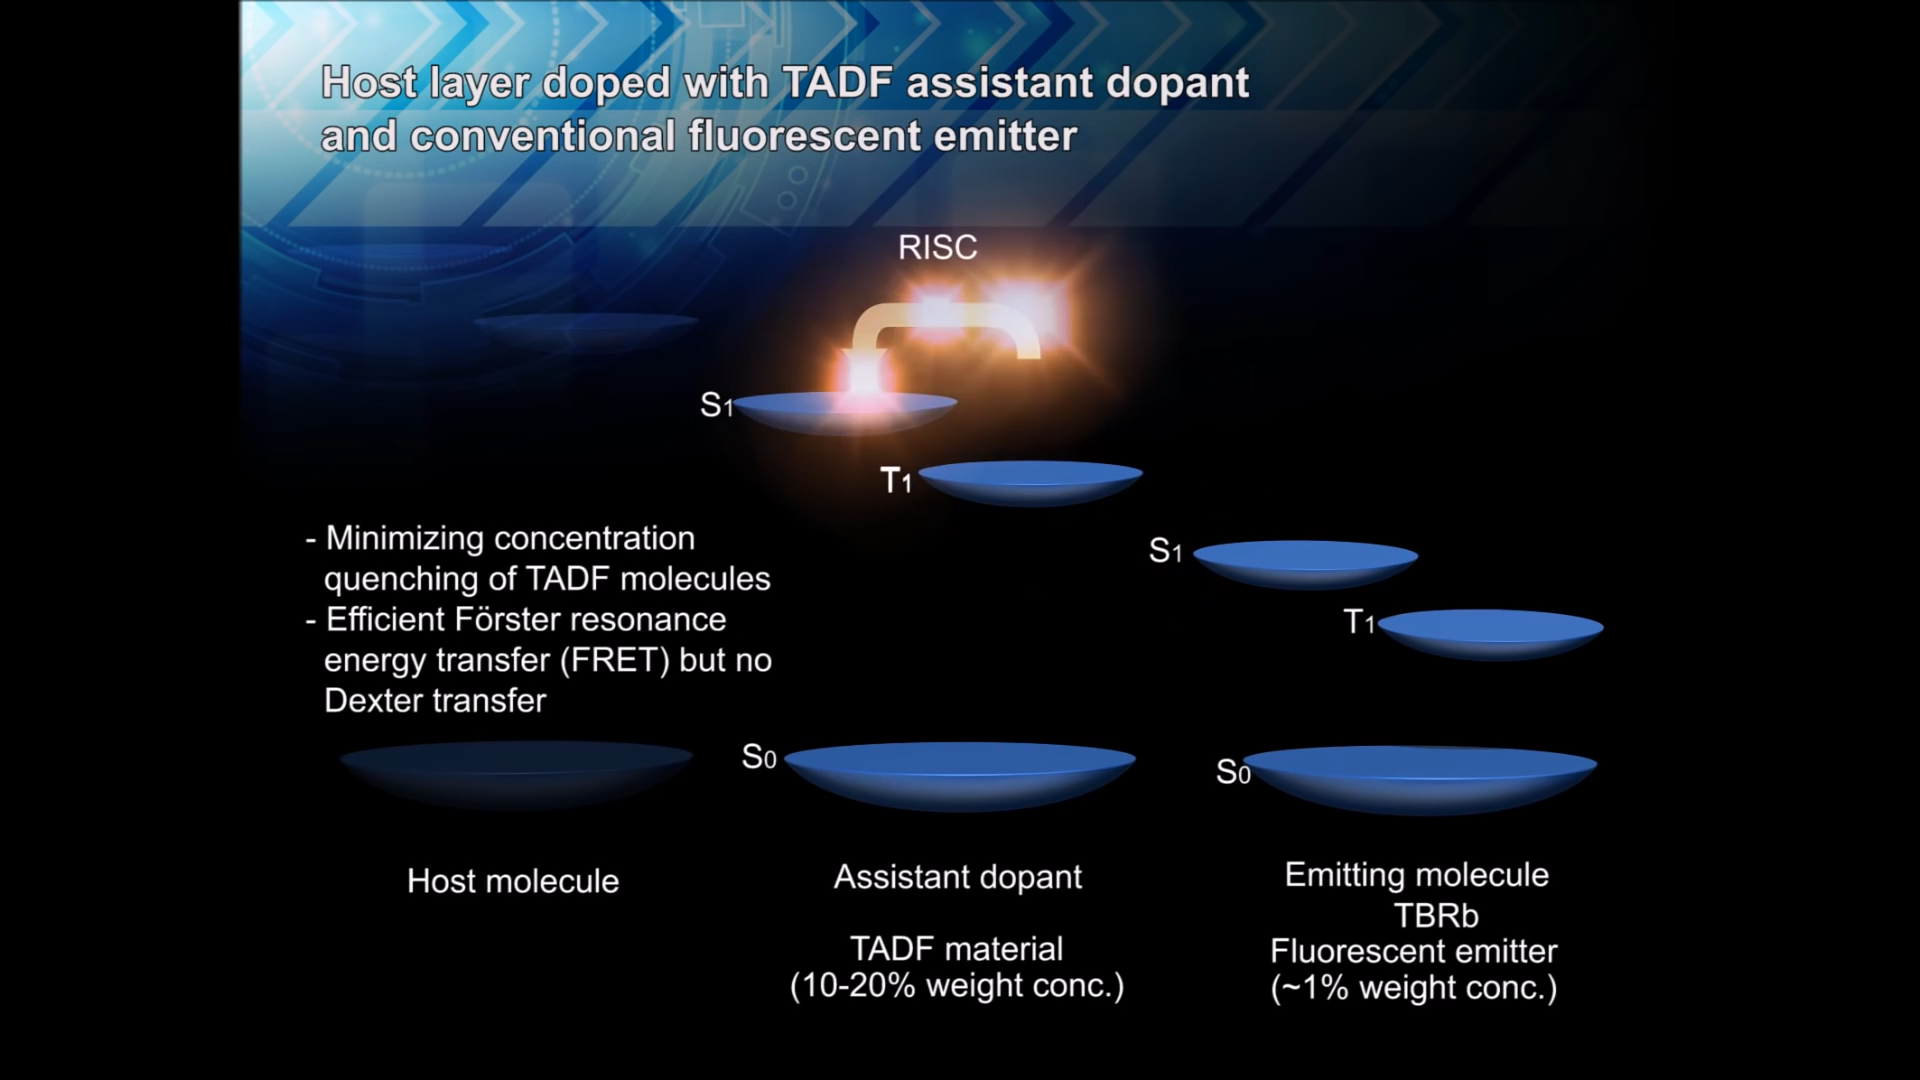 Host layer doped with TADF assistant dopant
and conventional fluorescent emitter
RISC
S1
T1
S1
T1
- Minimizing concentration
quenching of TADF molecules
- Efficient Förster resonance
energy transfer (FRET) but no
Dexter transfer
S0
S0
Host molecule
Assistant dopant
TADF material
(10-20% weight conc.)
Emitting molecule
TBRb
Fluorescent emitter
(~1% weight conc.)